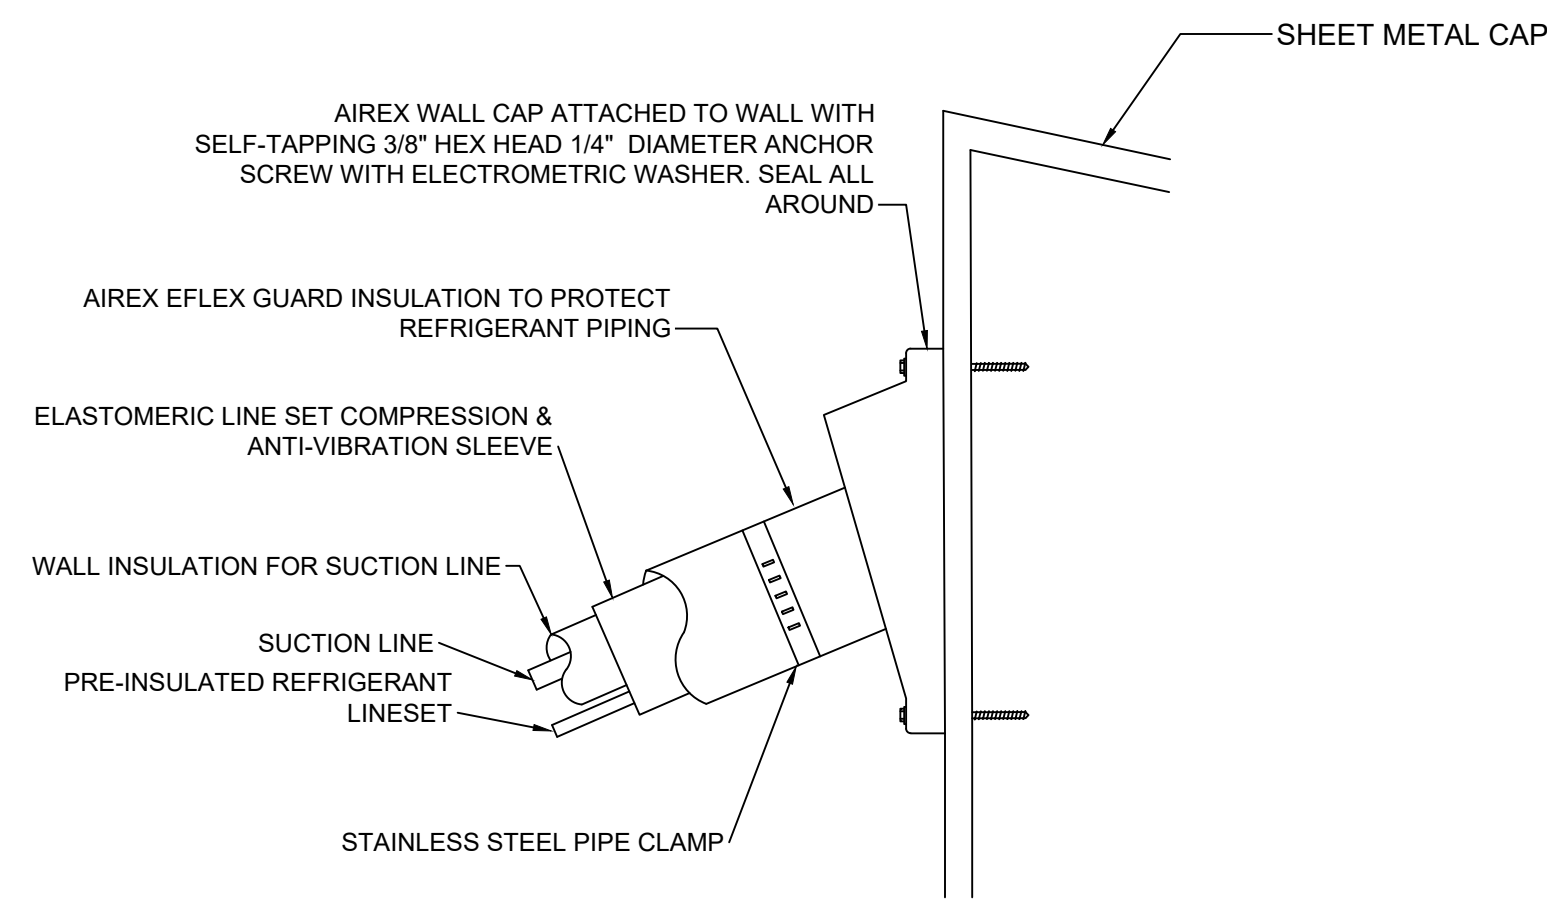 SHEET METAL CAP
AIREX WALL CAP ATTACHED TO WALL WITH
SELF-TAPPING 3/8" HEX HEAD 1/4" DIAMETER ANCHOR
SCREW WITH ELECTROMETRIC WASHER. SEAL ALL
AROUND
AIREX EFLEX GUARD INSULATION TO PROTECT
REFRIGERANT PIPING
ELASTOMERIC LINE SET COMPRESSION &
ANTI-VIBRATION SLEEVE
WALL INSULATION FOR SUCTION LINE
SUCTION LINE
PRE-INSULATED REFRIGERANT
LINESET
STAINLESS STEEL PIPE CLAMP